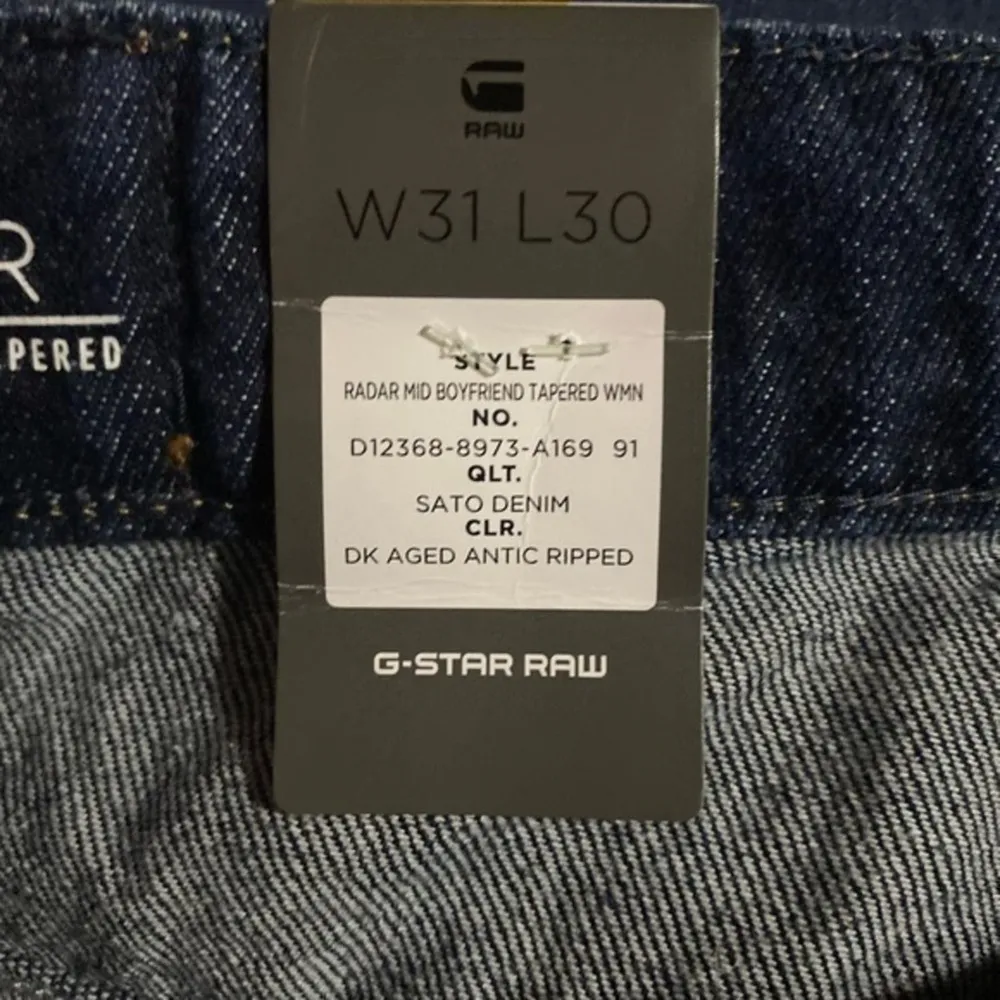 RAW
W31 L30
R
PERED
STYLE
RADAR MID BOYFRIEND TAPERED WMN
NO.
D12368-8973-A169 91
QLT.
SATO DENIM
CLR.
DK AGED ANTIC RIPPED
G-STAR RAW